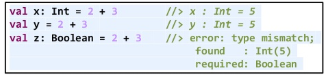 val x: Int = 2 + 3 //> x : Int = 5
val y = 2 + 3 //> y : Int = 5
val z: Boolean = 2 + 3 //> error: type mismatch;
found : Int(5)
required: Boolean